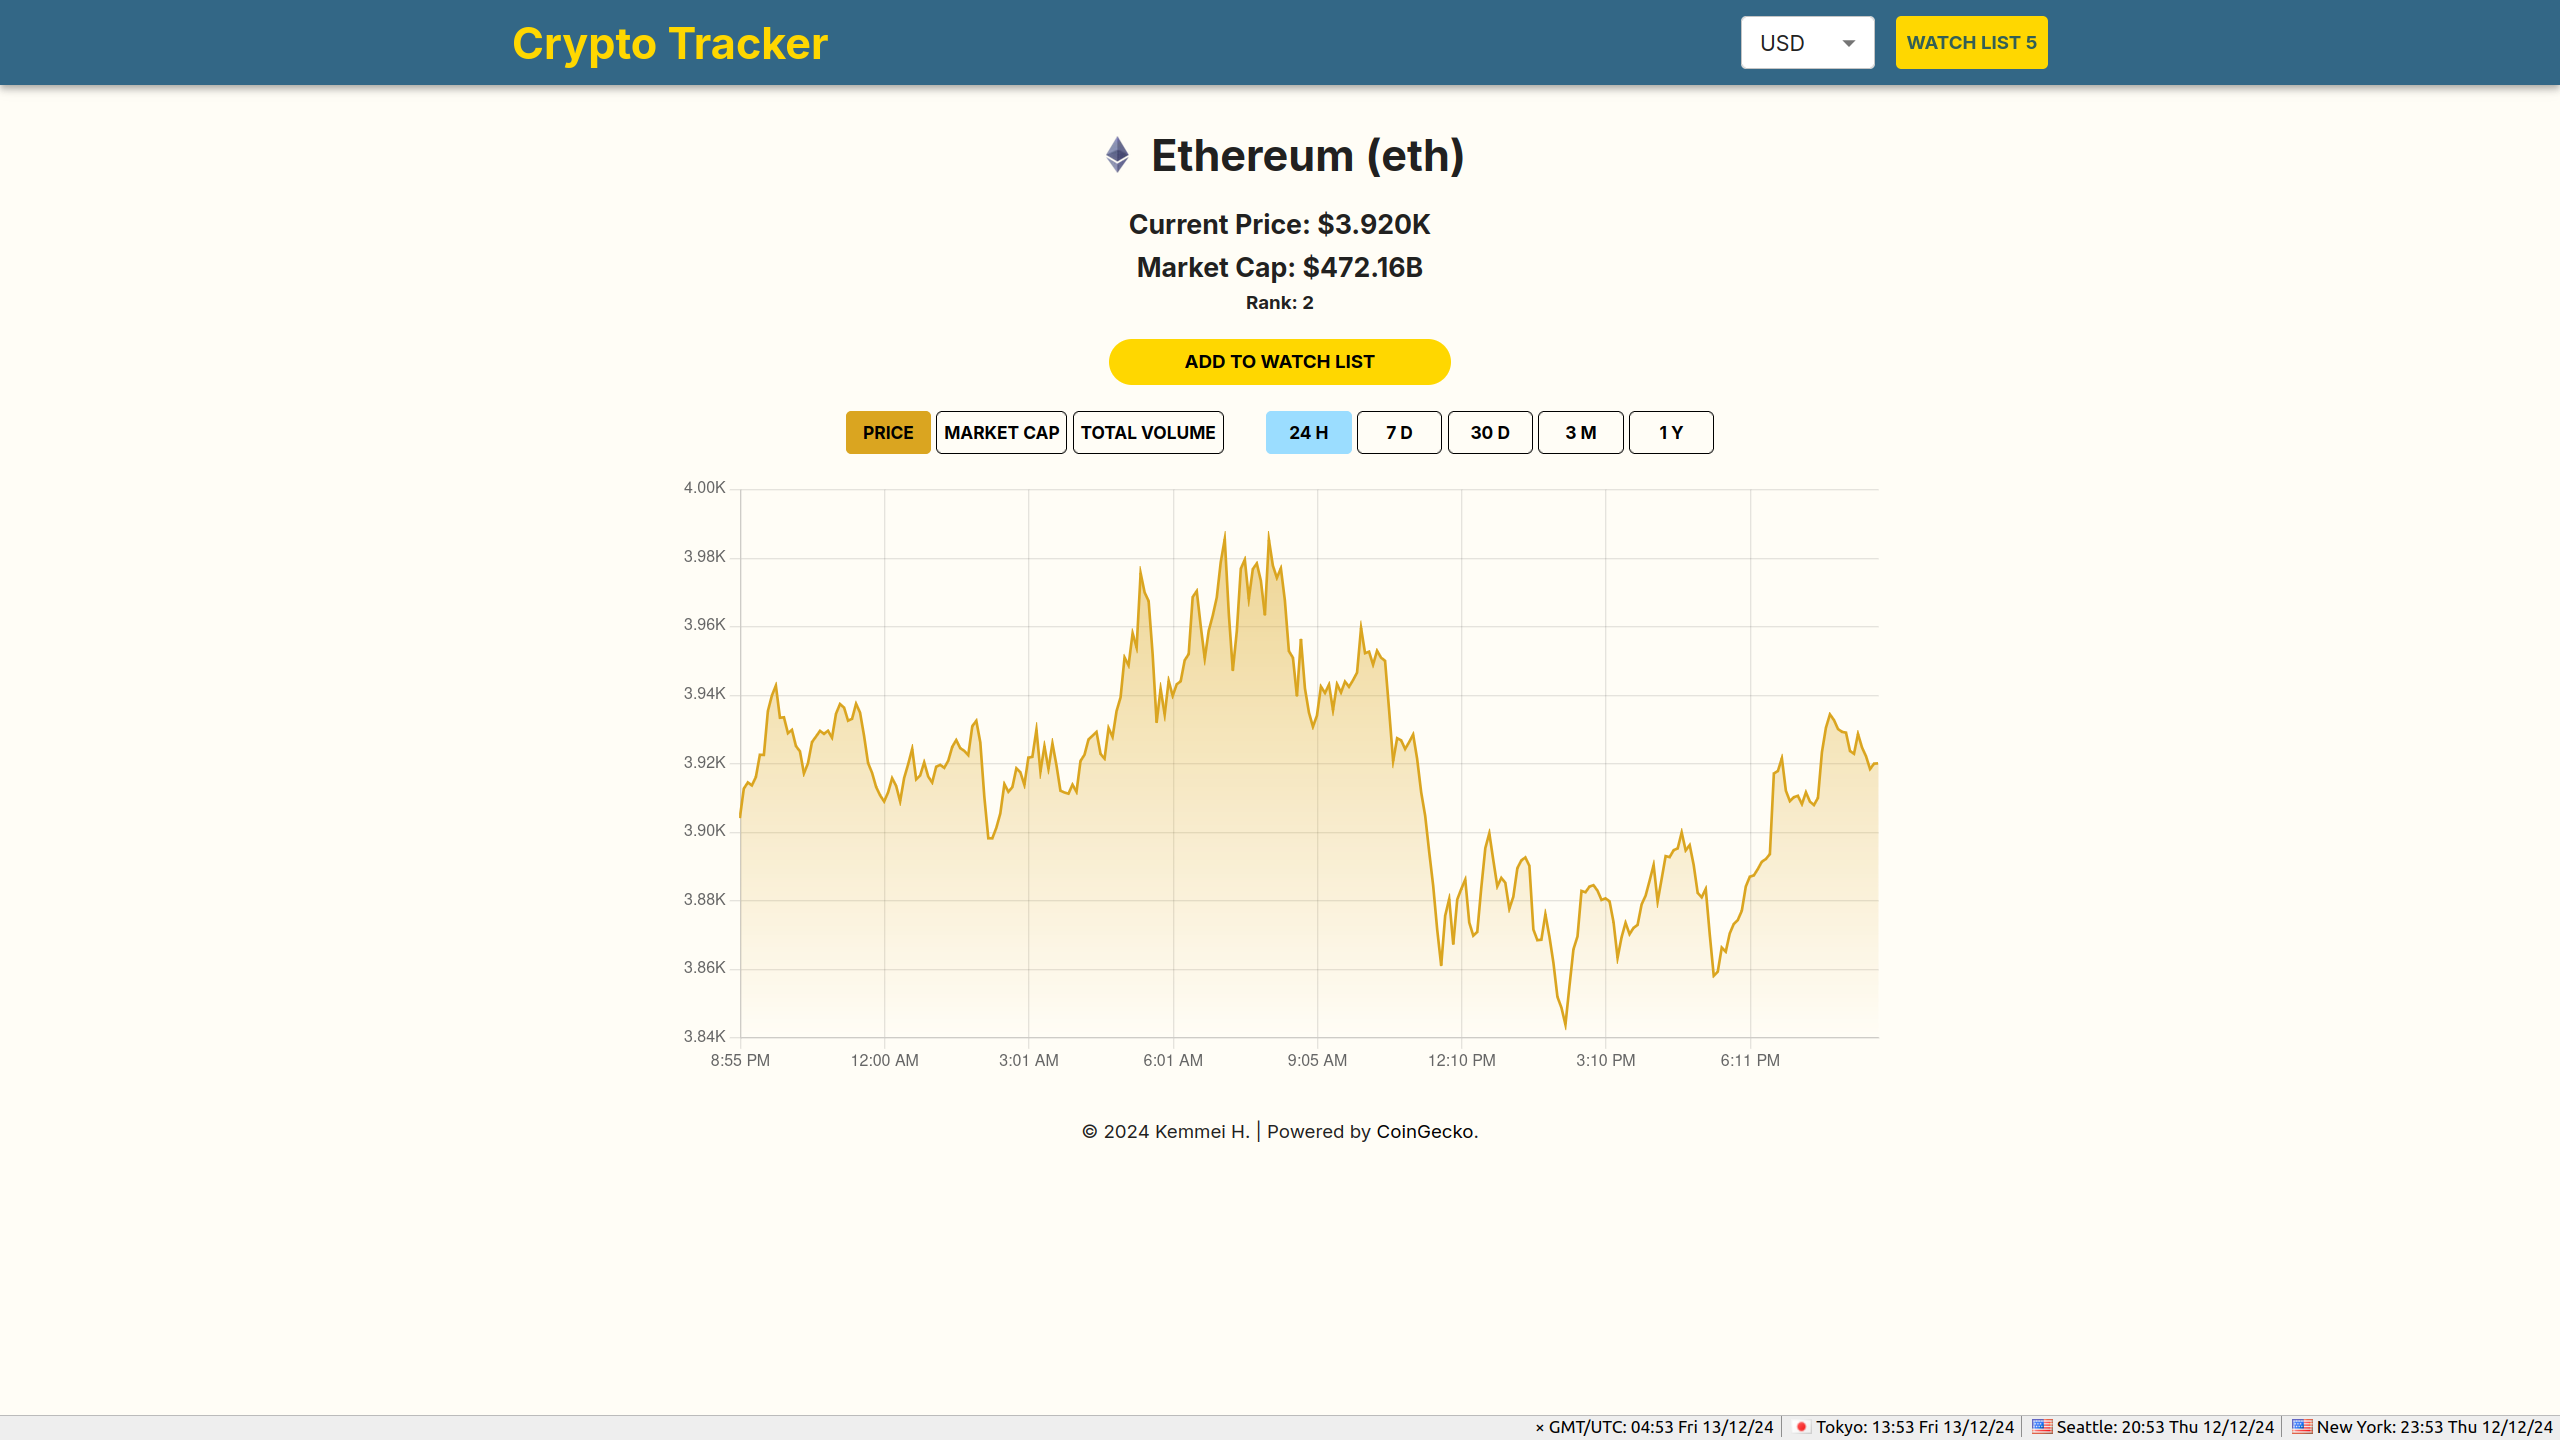 Crypto Tracker
USD
WATCH LIST 5
Ethereum (eth)
Current Price: $3.920K
Market Cap: $472.16B
Rank: 2
ADD TO WATCH LIST
PRICE MARKET CAP TOTAL VOLUME 24 H 7 D 30 D 3 M 1 Y
4.00K
3.98K
3.96K
3.94K
3.92K
3.90K
3.88K
3.86K
3.84K
8:55 PM 12:00 AM 3:01 AM 6:01 AM 9:05 AM 12:10 PM 3:10 PM 6:11 PM
© 2024 Kemmei H. | Powered by CoinGecko.
× GMT/UTC: 04:53 Fri 13/12/24 Tokyo: 13:53 Fri 13/12/24 Seattle: 20:53 Thu 12/12/24 New York: 23:53 Thu 12/12/24